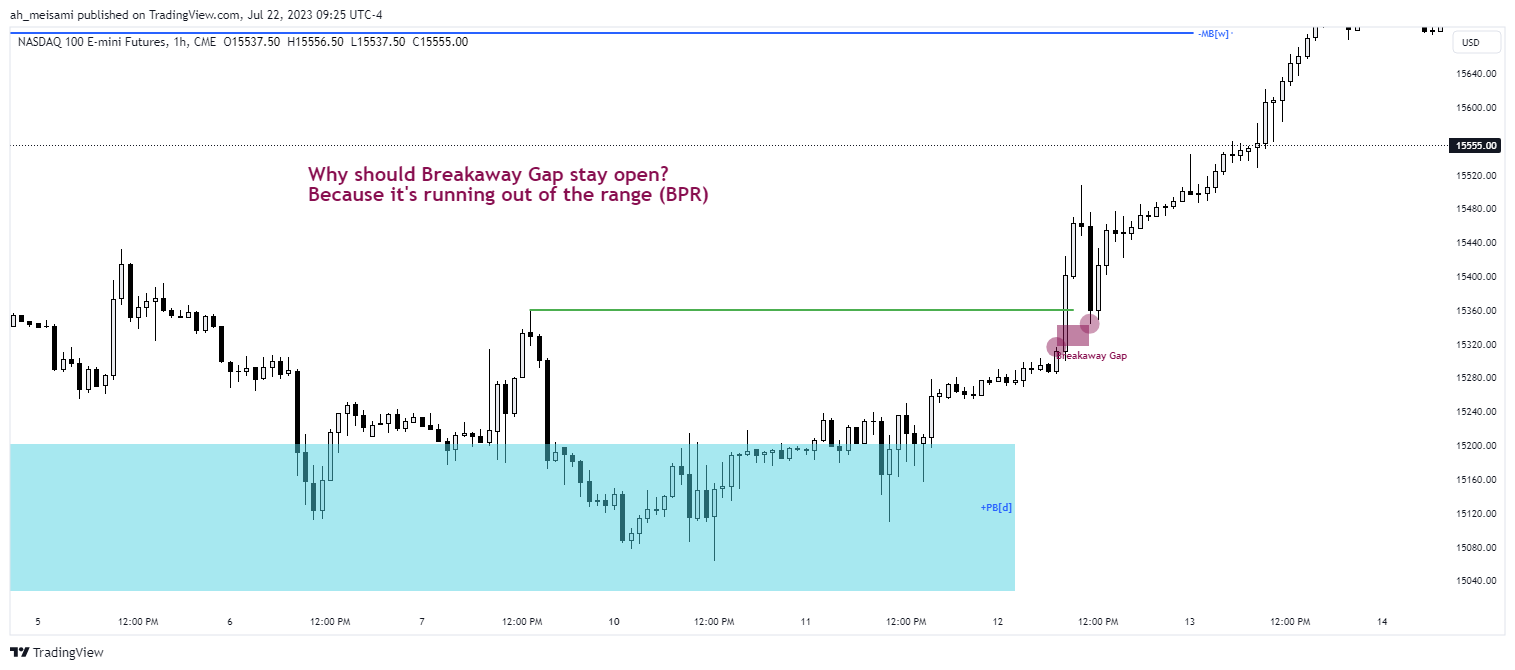 ah_meisami published on TradingView.com, Jul 22, 2023 09:25 UTC-4
NASDAQ 100 E-mini Futures, 1h, CME O15537.50 H15556.50 L15537.50 C15555.00
-MB[w]
USD
15640.00
15600.00
15555.00
Why should Breakaway Gap stay open?
Because it's running out of the range (BPR)
15520.00
15480.00
15440.00
15400.00
15360.00
15320.00
Breakaway Gap
15280.00
15240.00
15200.00
15160.00
+PB[d]
15120.00
15080.00
15040.00
5 12:00 PM 6 12:00 PM 7 12:00 PM 10 12:00 PM 11 12:00 PM 12 12:00 PM 13 12:00 PM 14
TradingView